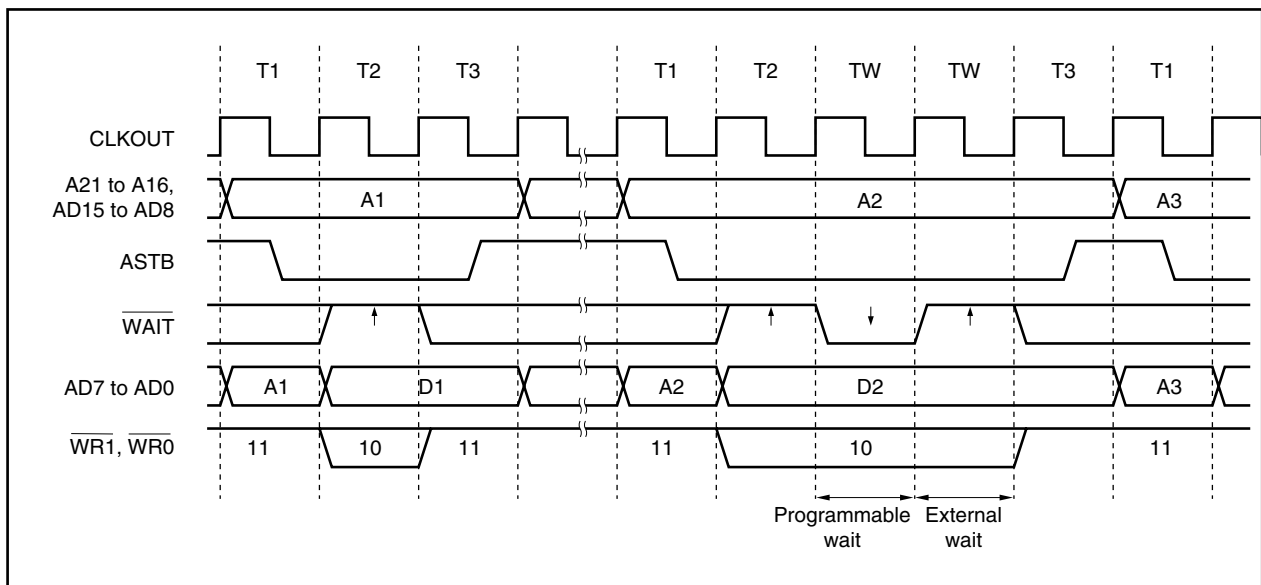 T1 T2 T3 T1 T2 TW TW T3 T1
CLKOUT
A21 to A16,
AD15 to AD8
A1 A2 A3
ASTB
WAIT
AD7 to AD0 A1 D1 A2 D2 A3
WR1, WR0 11 10 11 11 10 11
Programmable
wait
External
wait